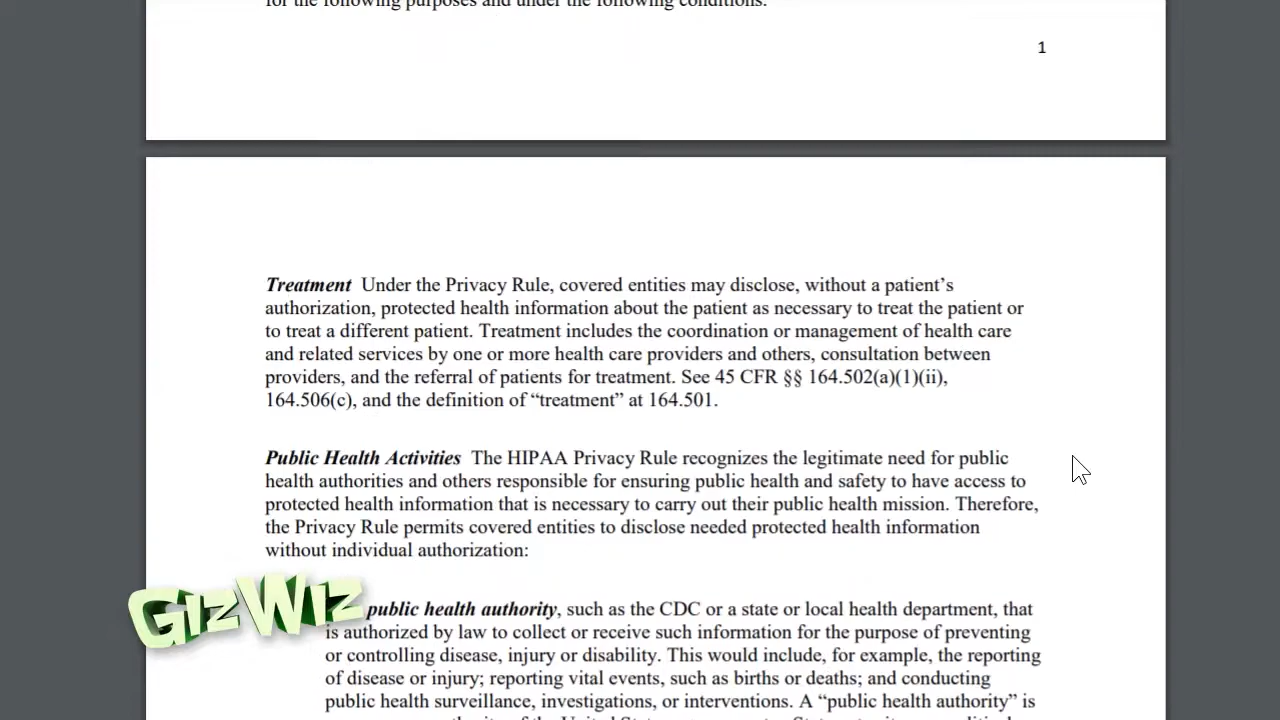 for the following purposes and under the following conditions.
1
Treatment  Under the Privacy Rule, covered entities may disclose, without a patient’s
authorization, protected health information about the patient as necessary to treat the patient or
to treat a different patient. Treatment includes the coordination or management of health care
and related services by one or more health care providers and others, consultation between
providers, and the referral of patients for treatment. See 45 CFR §§ 164.502(a)(1)(ii),
164.506(c), and the definition of “treatment” at 164.501.
Public Health Activities  The HIPAA Privacy Rule recognizes the legitimate need for public
health authorities and others responsible for ensuring public health and safety to have access to
protected health information that is necessary to carry out their public health mission. Therefore,
the Privacy Rule permits covered entities to disclose needed protected health information
without individual authorization:
GizWiz
public health authority, such as the CDC or a state or local health department, that
is authorized by law to collect or receive such information for the purpose of preventing
or controlling disease, injury or disability. This would include, for example, the reporting
of disease or injury; reporting vital events, such as births or deaths; and conducting
public health surveillance, investigations, or interventions. A “public health authority” is